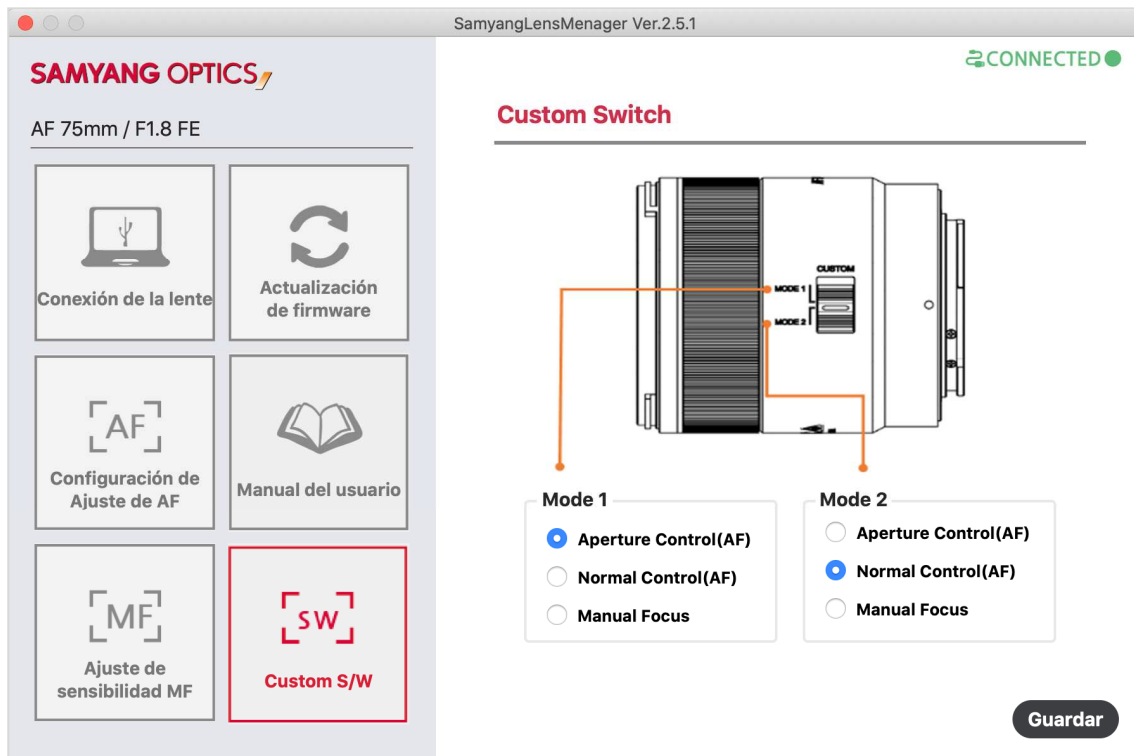 SamyangLensMenager Ver.2.5.1
SAMYANG OPTICS
CONNECTED
AF 75mm / F1.8 FE
Conexión de la lente
Actualización
de firmware
AF
Configuración de
Ajuste de AF
Manual del usuario
MF
Ajuste de
sensibilidad MF
SW
Custom S/W
Custom Switch
CUSTOM
MODE 1
MODE 2
Mode 1
Aperture Control(AF)
Normal Control(AF)
Manual Focus
Mode 2
Aperture Control(AF)
Normal Control(AF)
Manual Focus
Guardar